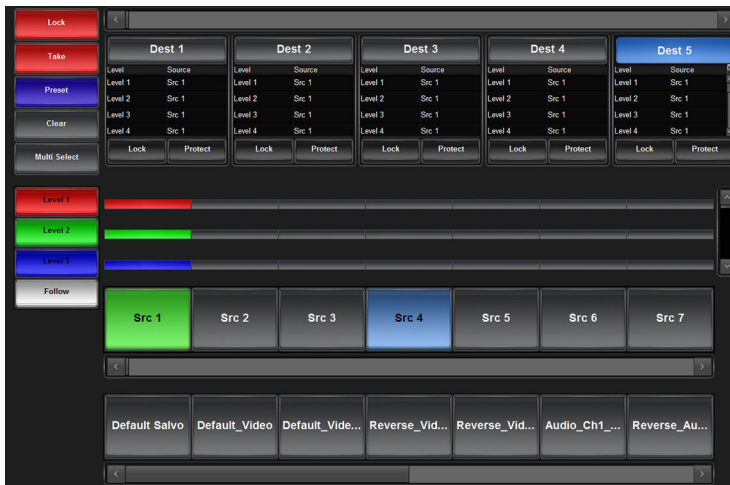 Lock
Take
Preset
Clear
Multi Select
Dest 1 Dest 2 Dest 3 Dest 4 Dest 5
Level Source Level Source Level Source Level Source Level Source
Level 1 Src 1 Level 1 Src 1 Level 1 Src 1 Level 1 Src 1 Level 1 Src 1
Level 2 Src 1 Level 2 Src 1 Level 2 Src 1 Level 2 Src 1 Level 2 Src 1
Level 3 Src 1 Level 3 Src 1 Level 3 Src 1 Level 3 Src 1 Level 3 Src 1
Level 4 Src 1 Level 4 Src 1 Level 4 Src 1 Level 4 Src 1 Level 4 Src 1
Lock Protect Lock Protect Lock Protect Lock Protect Lock Protect
Level 1
Level 2
Level 3
Follow
Src 1 Src 2 Src 3 Src 4 Src 5 Src 6 Src 7
Default Salvo Default_Video Default_Vide... Reverse_Vid... Reverse_Vid... Audio_Ch1_... Reverse_Au...